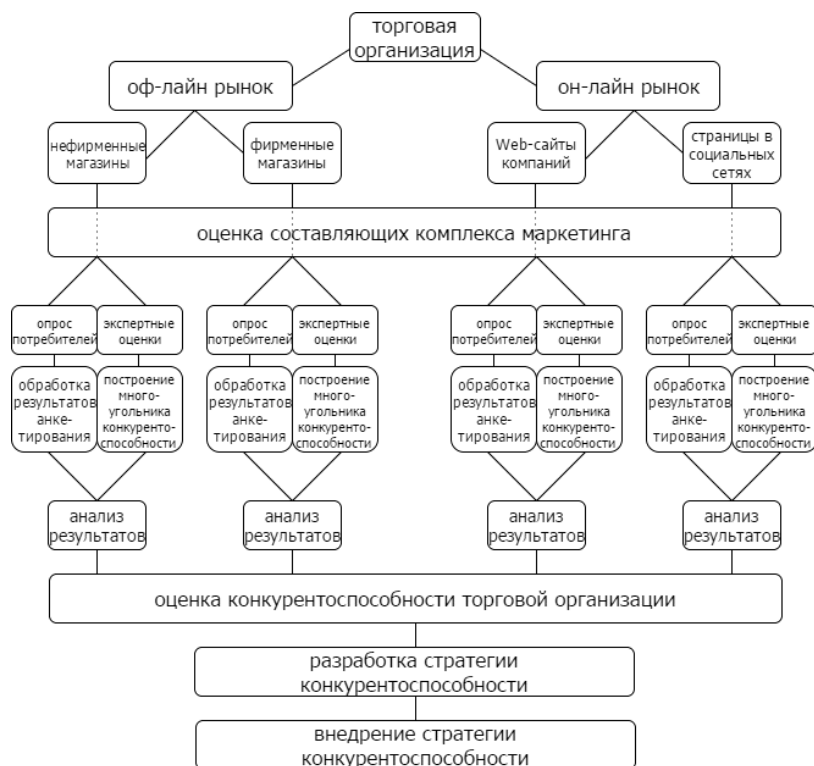 торговая
организация
оф-лайн рынок
он-лайн рынок
нефирменные
магазины
фирменные
магазины
Web-сайты
компаний
страницы в
социальных
сетях
оценка составляющих комплекса маркетинга
опрос
потребителей
экспертные
оценки
опрос
потребителей
экспертные
оценки
опрос
потребителей
экспертные
оценки
опрос
потребителей
экспертные
оценки
обработка
результатов
анке-
тирования
построение
много-
угольника
конкуренто-
способности
обработка
результатов
анке-
тирования
построение
много-
угольника
конкуренто-
способности
обработка
результатов
анке-
тирования
построение
много-
угольника
конкуренто-
способности
обработка
результатов
анке-
тирования
построение
много-
угольника
конкуренто-
способности
анализ
результатов
анализ
результатов
анализ
результатов
анализ
результатов
оценка конкурентоспособности торговой организации
разработка стратегии
конкурентоспособности
внедрение стратегии
конкурентоспособности